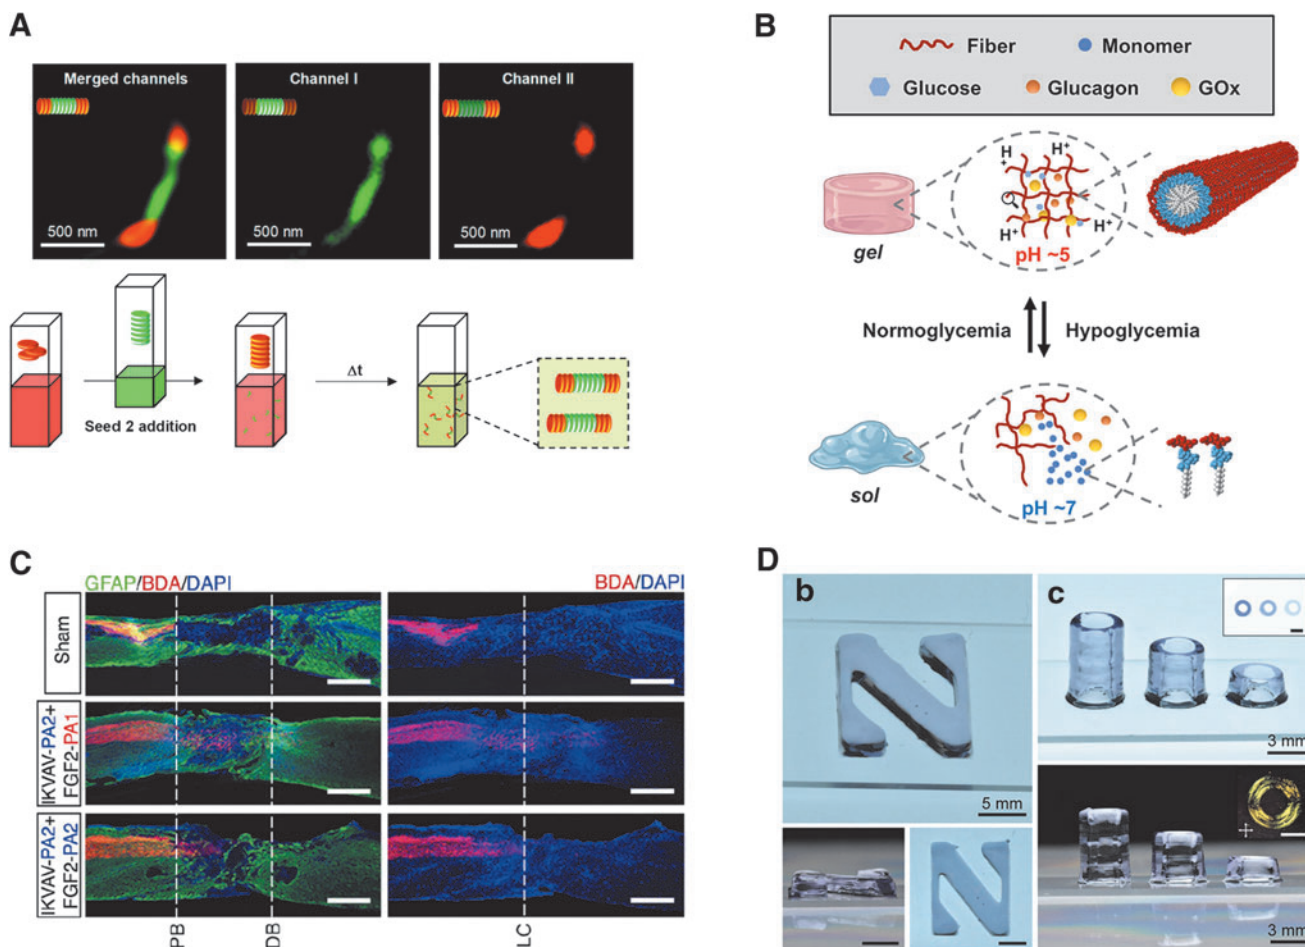 A
Merged channels
Channel I
Channel II
500 nm
500 nm
500 nm
Seed 2 addition
Δt
B
Fiber
Monomer
Glucose
Glucagon
GOx
H+
H+
H+
H+
gel
pH ~5
Normoglycemia
Hypoglycemia
sol
pH ~7
C
GFAP/BDA/DAPI
BDA/DAPI
Sham
IKVAV-PA2+
FGF2-PA1
IKVAV-PA2+
FGF2-PA2
PB
DB
LC
D
b
5 mm
c
3 mm
3 mm